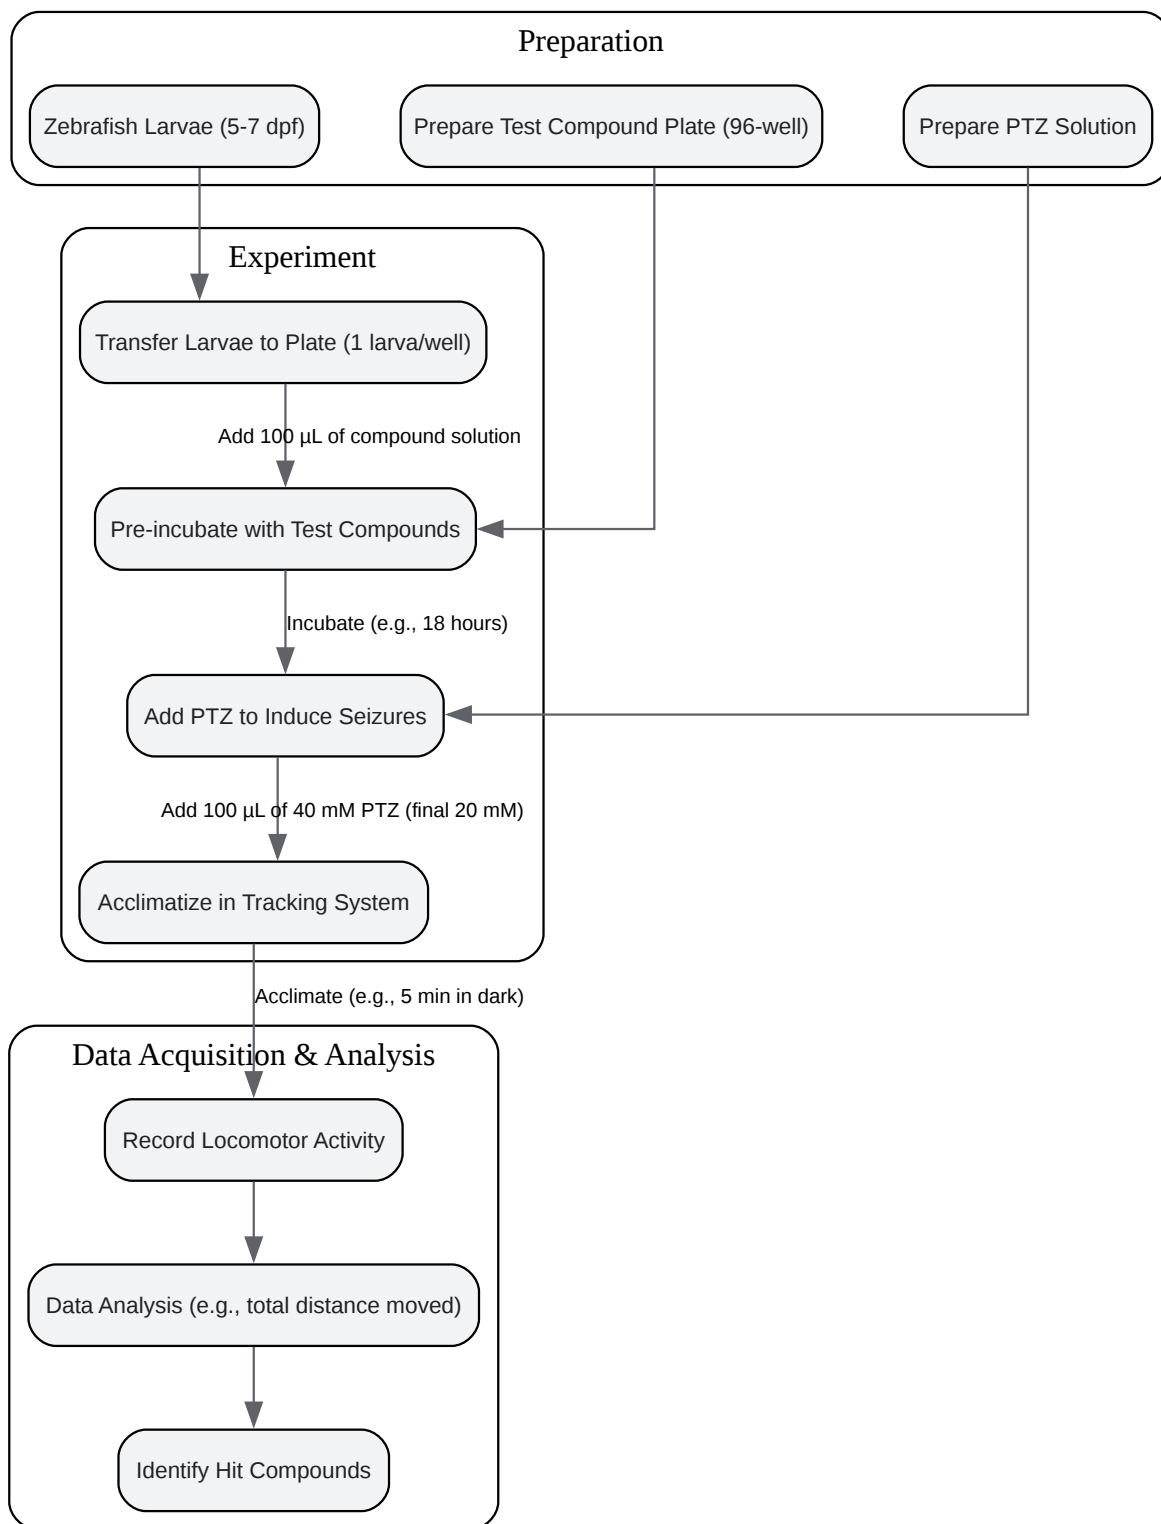 Preparation
Zebrafish Larvae (5-7 dpf)
Prepare Test Compound Plate (96-well)
Prepare PTZ Solution
Experiment
Transfer Larvae to Plate (1 larva/well)
Add 100 µL of compound solution
Pre-incubate with Test Compounds
Incubate (e.g., 18 hours)
Add PTZ to Induce Seizures
Add 100 µL of 40 mM PTZ (final 20 mM)
Acclimatize in Tracking System
Acclimate (e.g., 5 min in dark)
Data Acquisition & Analysis
Record Locomotor Activity
Data Analysis (e.g., total distance moved)
Identify Hit Compounds